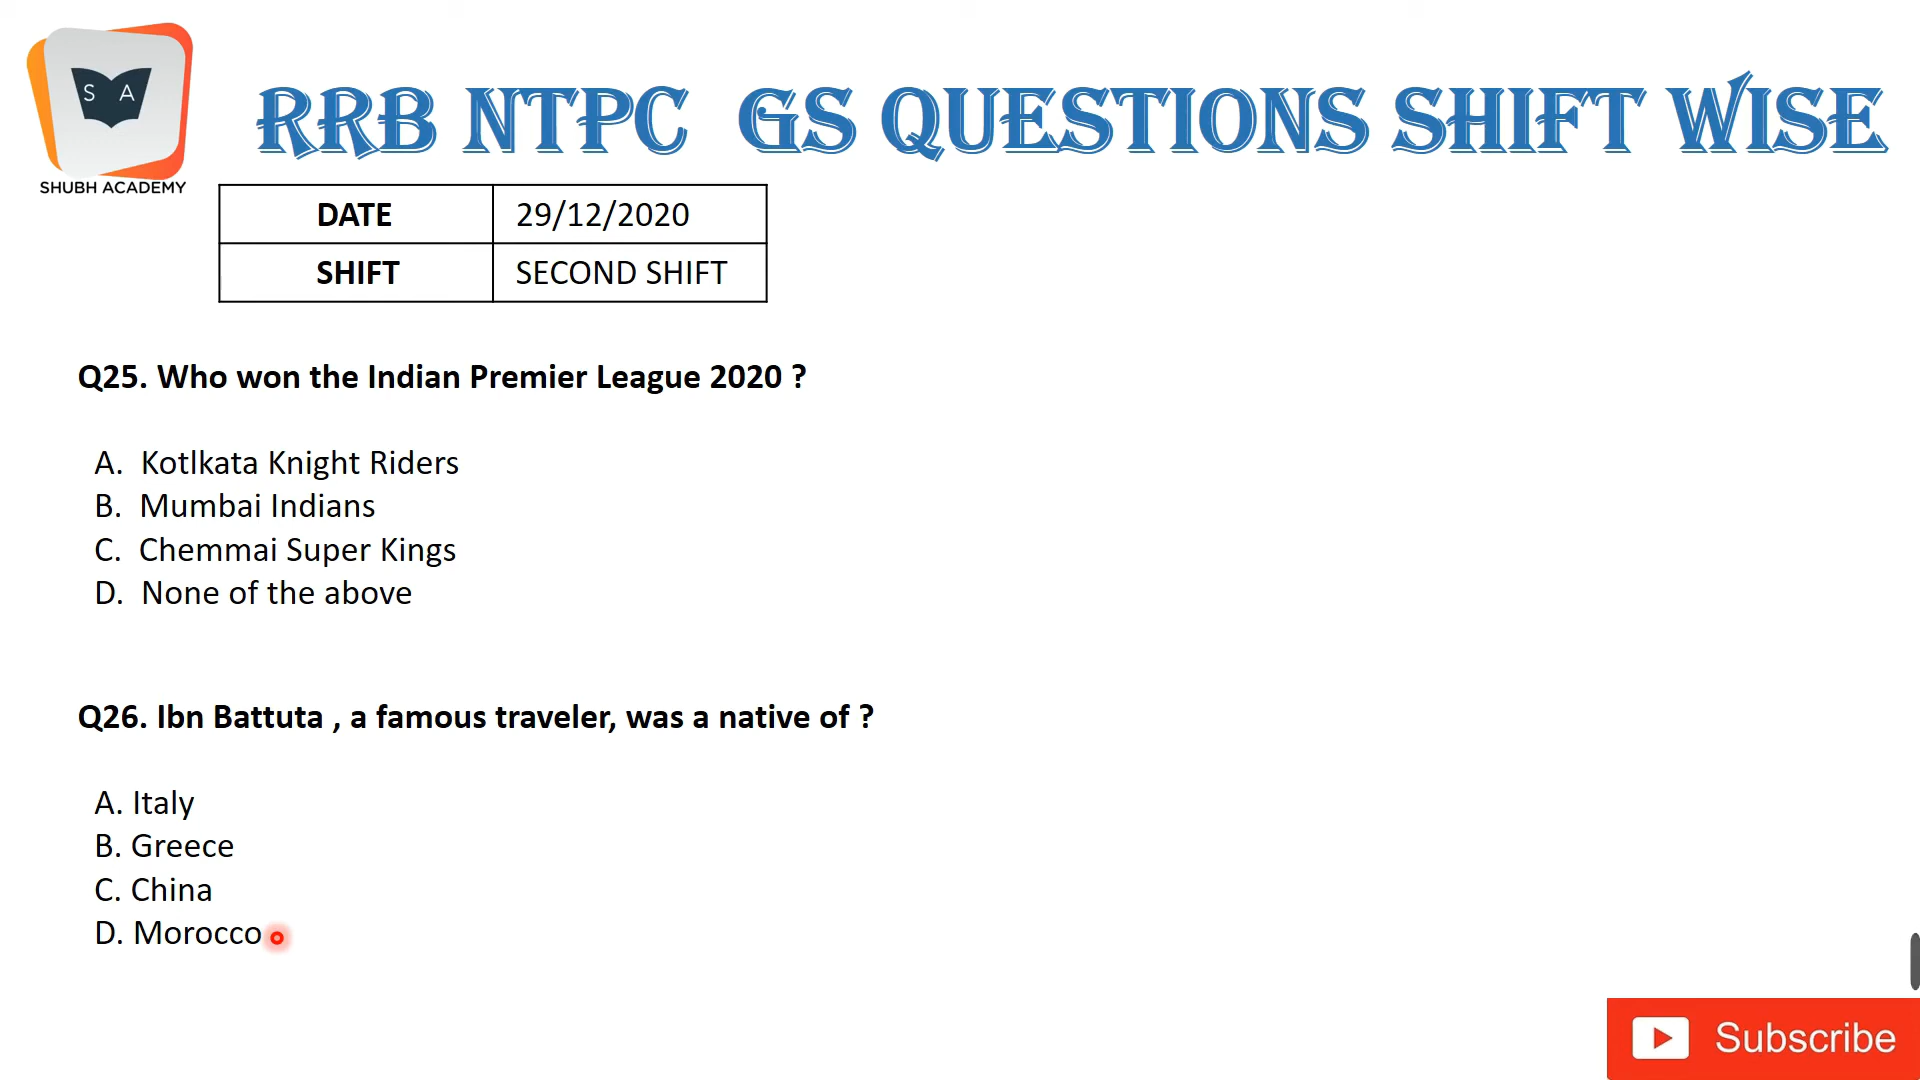 S A
SHUBH ACADEMY
RRB NTPC GS QUESTIONS SHIFT WISE
DATE 29/12/2020
SHIFT SECOND SHIFT
Q25. Who won the Indian Premier League 2020 ?
A. Kotlkata Knight Riders
B. Mumbai Indians
C. Chemmai Super Kings
D. None of the above
Q26. Ibn Battuta , a famous traveler, was a native of ?
A. Italy
B. Greece
C. China
D. Morocco
Subscribe